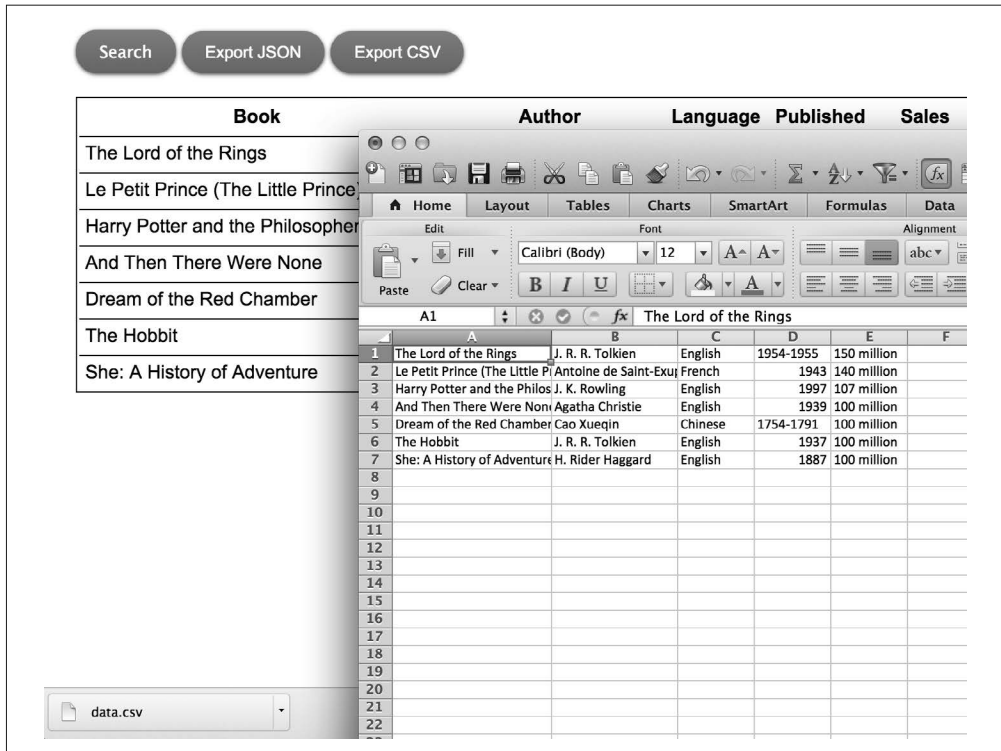 Search Export JSON Export CSV
Book Author Language Published Sales
The Lord of the Rings
Le Petit Prince (The Little Prince)
Harry Potter and the Philosopher
And Then There Were None
Dream of the Red Chamber
The Hobbit
She: A History of Adventure
Home Layout Tables Charts SmartArt Formulas Data
Edit Font Alignment
Fill Calibri (Body) 12 A A abc
Paste Clear B I U A
A1 fx The Lord of the Rings
A B C D E F
1 The Lord of the Rings J. R. R. Tolkien English 1954-1955 150 million
2 Le Petit Prince (The Little P Antoine de Saint-Exup French 1943 140 million
3 Harry Potter and the Philos J. K. Rowling English 1997 107 million
4 And Then There Were Non Agatha Christie English 1939 100 million
5 Dream of the Red Chamber Cao Xueqin Chinese 1754-1791 100 million
6 The Hobbit J. R. R. Tolkien English 1937 100 million
7 She: A History of Adventure H. Rider Haggard English 1887 100 million
8
9
10
11
12
13
14
15
16
17
18
19
20
21
22
data.csv